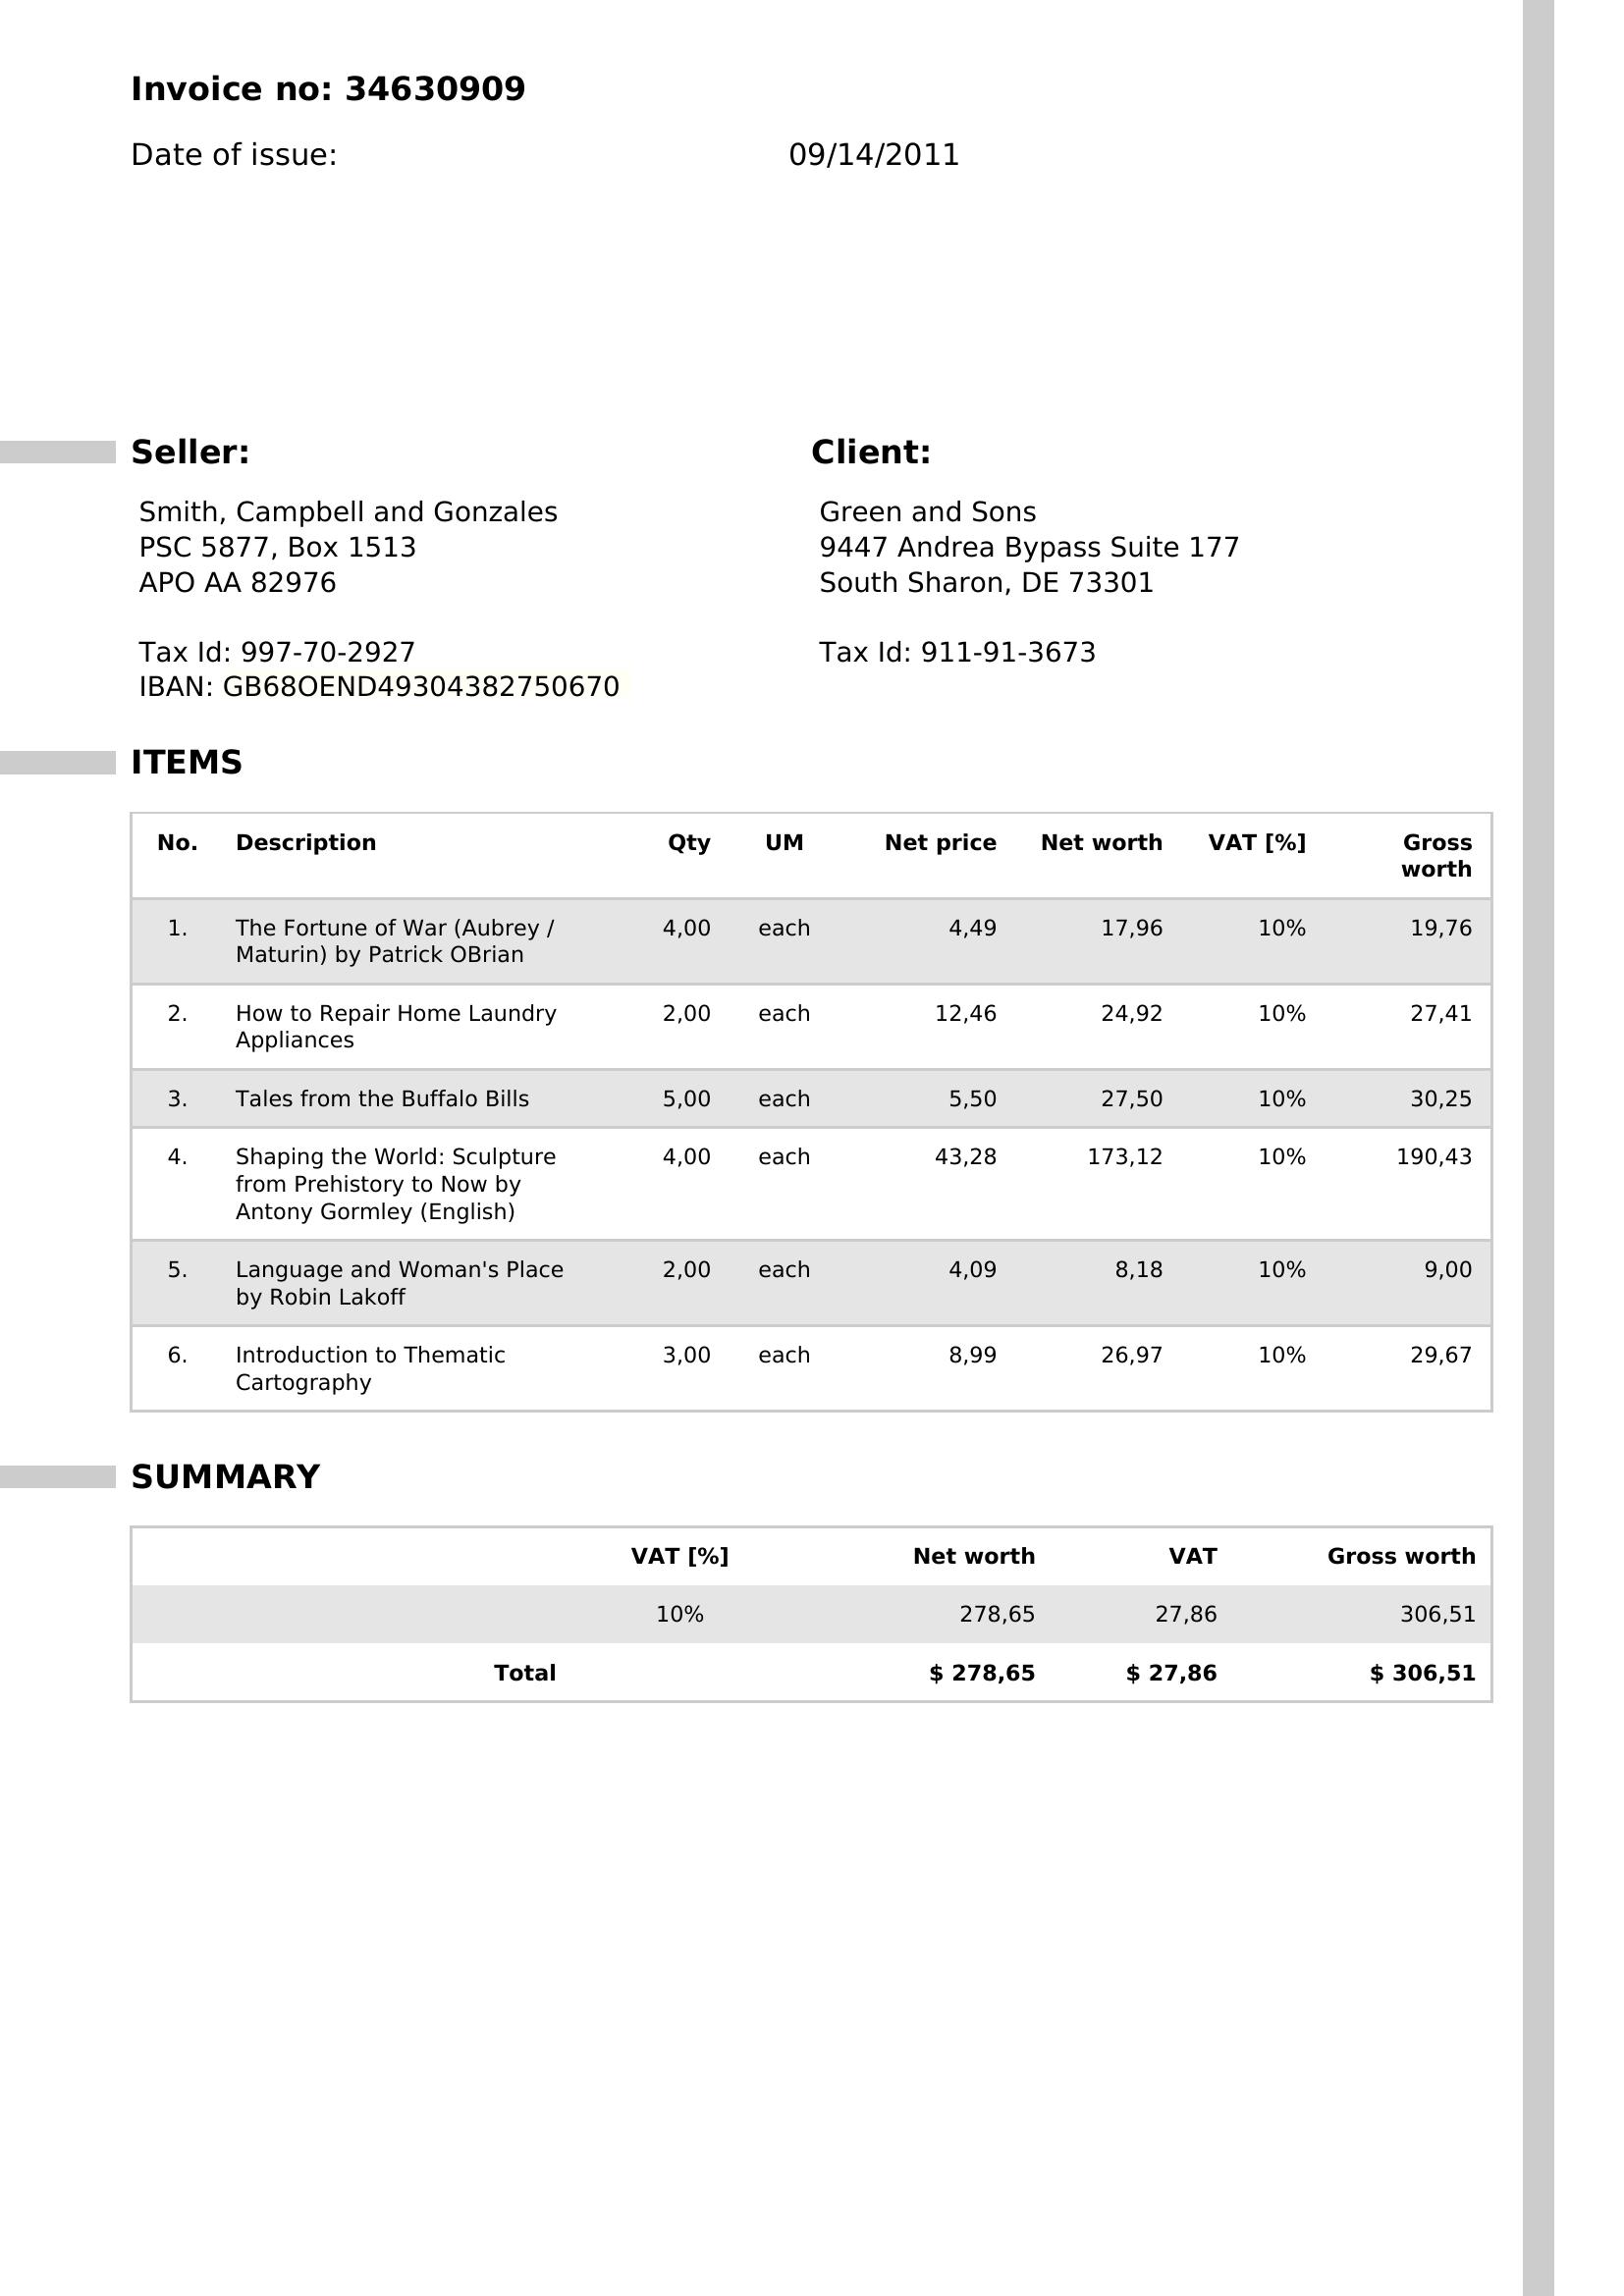 Invoice no: 34630909
Date of issue: 09/14/2011
Seller:
Smith, Campbell and Gonzales
PSC 5877, Box 1513
APO AA 82976
Tax Id: 997-70-2927
IBAN: GB68OEND49304382750670
Client:
Green and Sons
9447 Andrea Bypass Suite 177
South Sharon, DE 73301
Tax Id: 911-91-3673
ITEMS
No. Description Qty UM Net price Net worth VAT [%] Gross
worth
1. The Fortune of War (Aubrey / 4,00 each 4,49 17,96 10% 19,76
Maturin) by Patrick OBrian
2. How to Repair Home Laundry 2,00 each 12,46 24,92 10% 27,41
Appliances
3. Tales from the Buffalo Bills 5,00 each 5,50 27,50 10% 30,25
4. Shaping the World: Sculpture 4,00 each 43,28 173,12 10% 190,43
from Prehistory to Now by
Antony Gormley (English)
5. Language and Woman's Place 2,00 each 4,09 8,18 10% 9,00
by Robin Lakoff
6. Introduction to Thematic 3,00 each 8,99 26,97 10% 29,67
Cartography
SUMMARY
VAT [%] Net worth VAT Gross worth
10% 278,65 27,86 306,51
Total $ 278,65 $ 27,86 $ 306,51